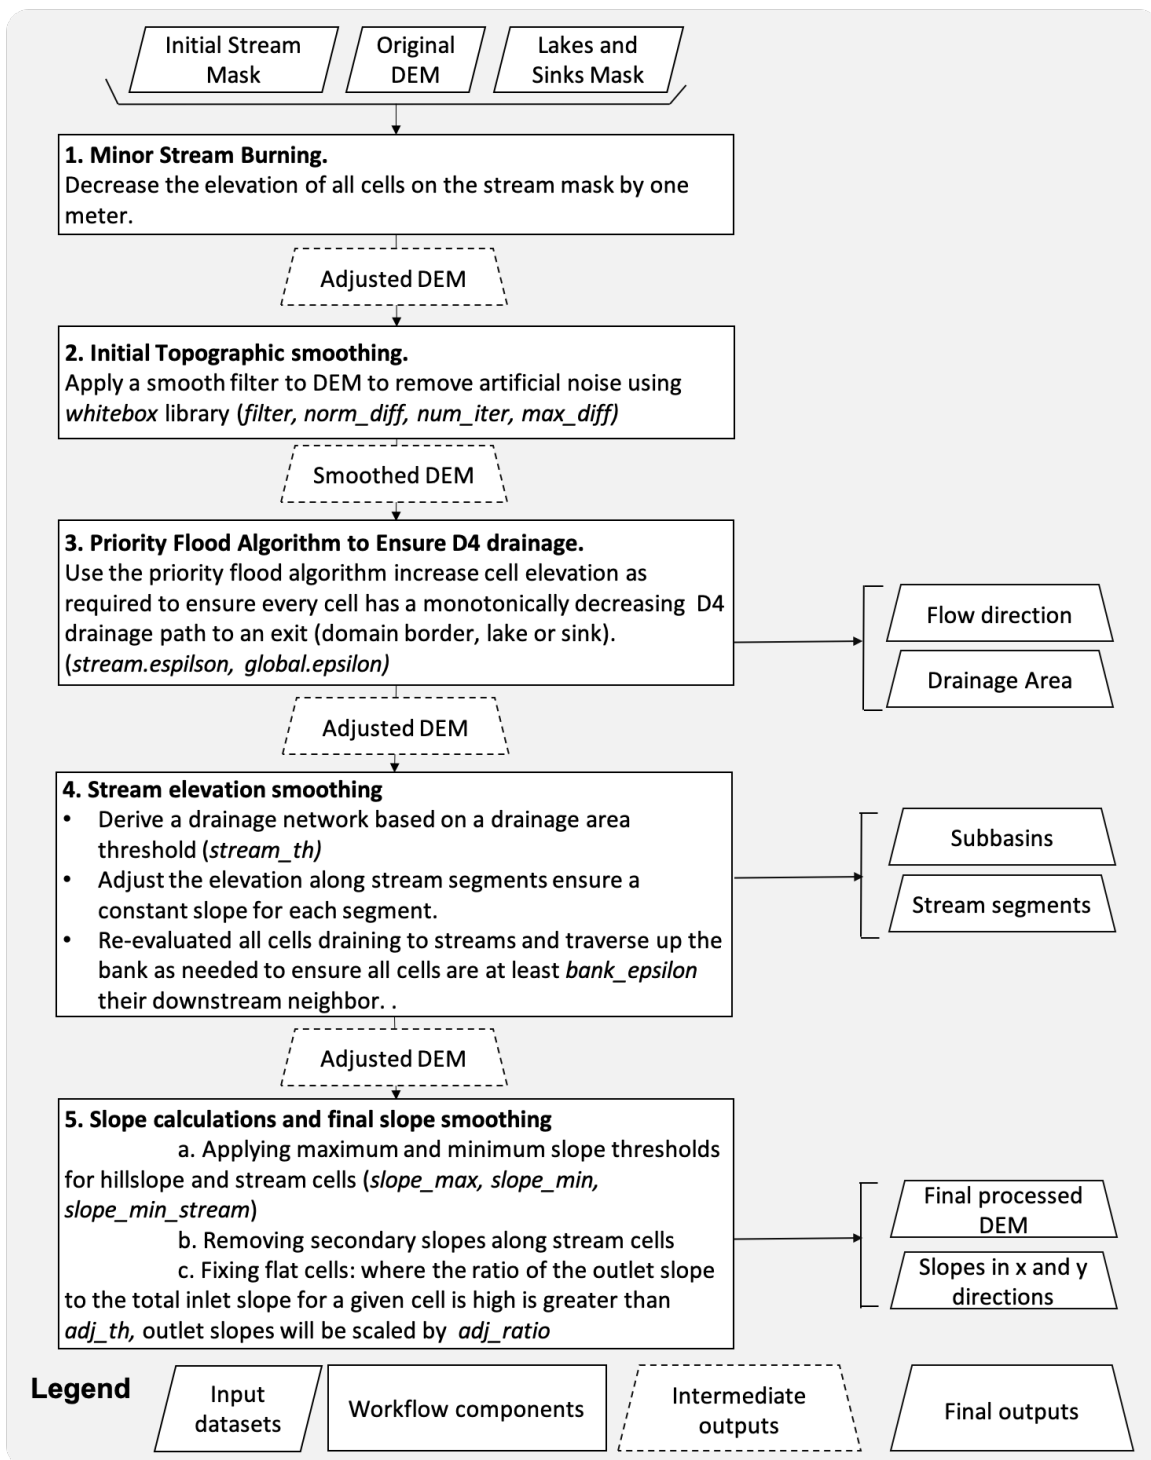 Initial Stream
Mask
Original
DEM
Lakes and
Sinks Mask
1. Minor Stream Burning.
Decrease the elevation of all cells on the stream mask by one
meter.
Adjusted DEM
2. Initial Topographic smoothing.
Apply a smooth filter to DEM to remove artificial noise using
whitebox library (filter, norm_diff, num_iter, max_diff)
Smoothed DEM
3. Priority Flood Algorithm to Ensure D4 drainage.
Use the priority flood algorithm increase cell elevation as
required to ensure every cell has a monotonically decreasing D4
drainage path to an exit (domain border, lake or sink).
(stream.espilson, global.epsilon)
Flow direction
Drainage Area
Adjusted DEM
4. Stream elevation smoothing
• Derive a drainage network based on a drainage area
threshold (stream_th)
• Adjust the elevation along stream segments ensure a
constant slope for each segment.
• Re-evaluated all cells draining to streams and traverse up the
bank as needed to ensure all cells are at least bank_epsilon
their downstream neighbor. .
Subbasins
Stream segments
Adjusted DEM
5. Slope calculations and final slope smoothing
a. Applying maximum and minimum slope thresholds
for hillslope and stream cells (slope_max, slope_min,
slope_min_stream)
b. Removing secondary slopes along stream cells
c. Fixing flat cells: where the ratio of the outlet slope
to the total inlet slope for a given cell is high is greater than
adj_th, outlet slopes will be scaled by adj_ratio
Final processed
DEM
Slopes in x and y
directions
Legend
Input
datasets
Workflow components
Intermediate
outputs
Final outputs